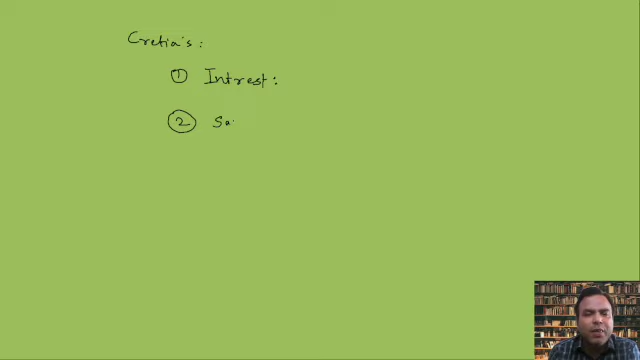 Cretia's:
① Intrest:
② Sa